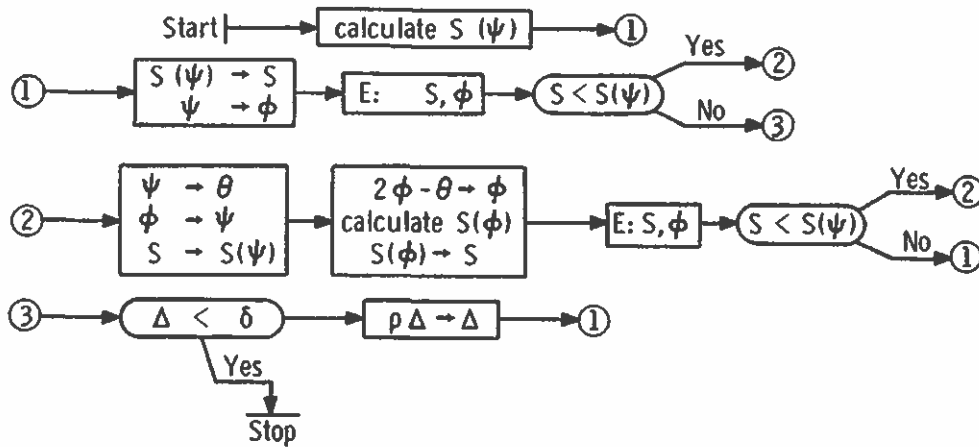 Start calculate S (ψ) ①
① S (ψ) → S E: S, ϕ S < S(ψ) Yes ②
ψ → ϕ No ③
② ψ → θ 2ϕ - θ → ϕ E: S, ϕ S < S(ψ) Yes ②
ϕ → ψ calculate S(ϕ) No ①
S → S(ψ) S(ϕ) → S
③ Δ < δ ρ Δ → Δ ①
Yes
Stop